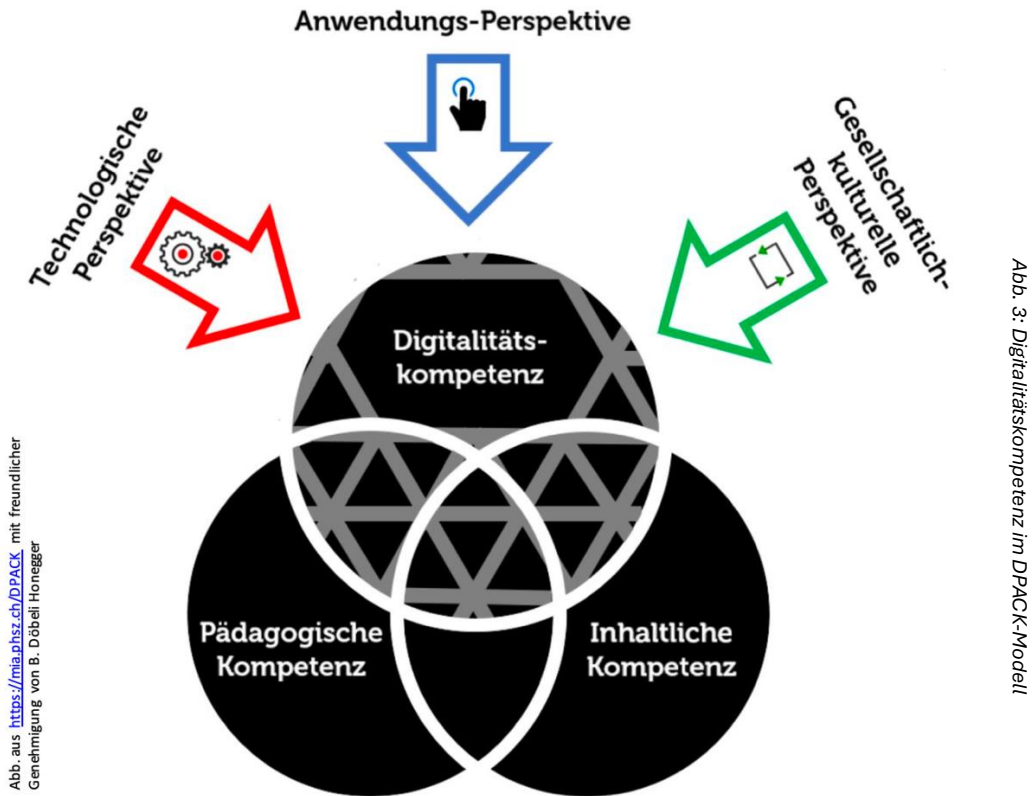 Anwendungs-Perspektive
Technologische
Perspektive
Gesellschaftlich-
kulturelle
Perspektive
Digitalitäts-
kompetenz
Pädagogische
Kompetenz
Inhaltliche
Kompetenz
Abb. aus https://mia.phsz.ch/DPACK mit freundlicher
Genehmigung von B. Döbeli Honegger
Abb. 3: Digitalitätskompetenz im DPACK-Modell